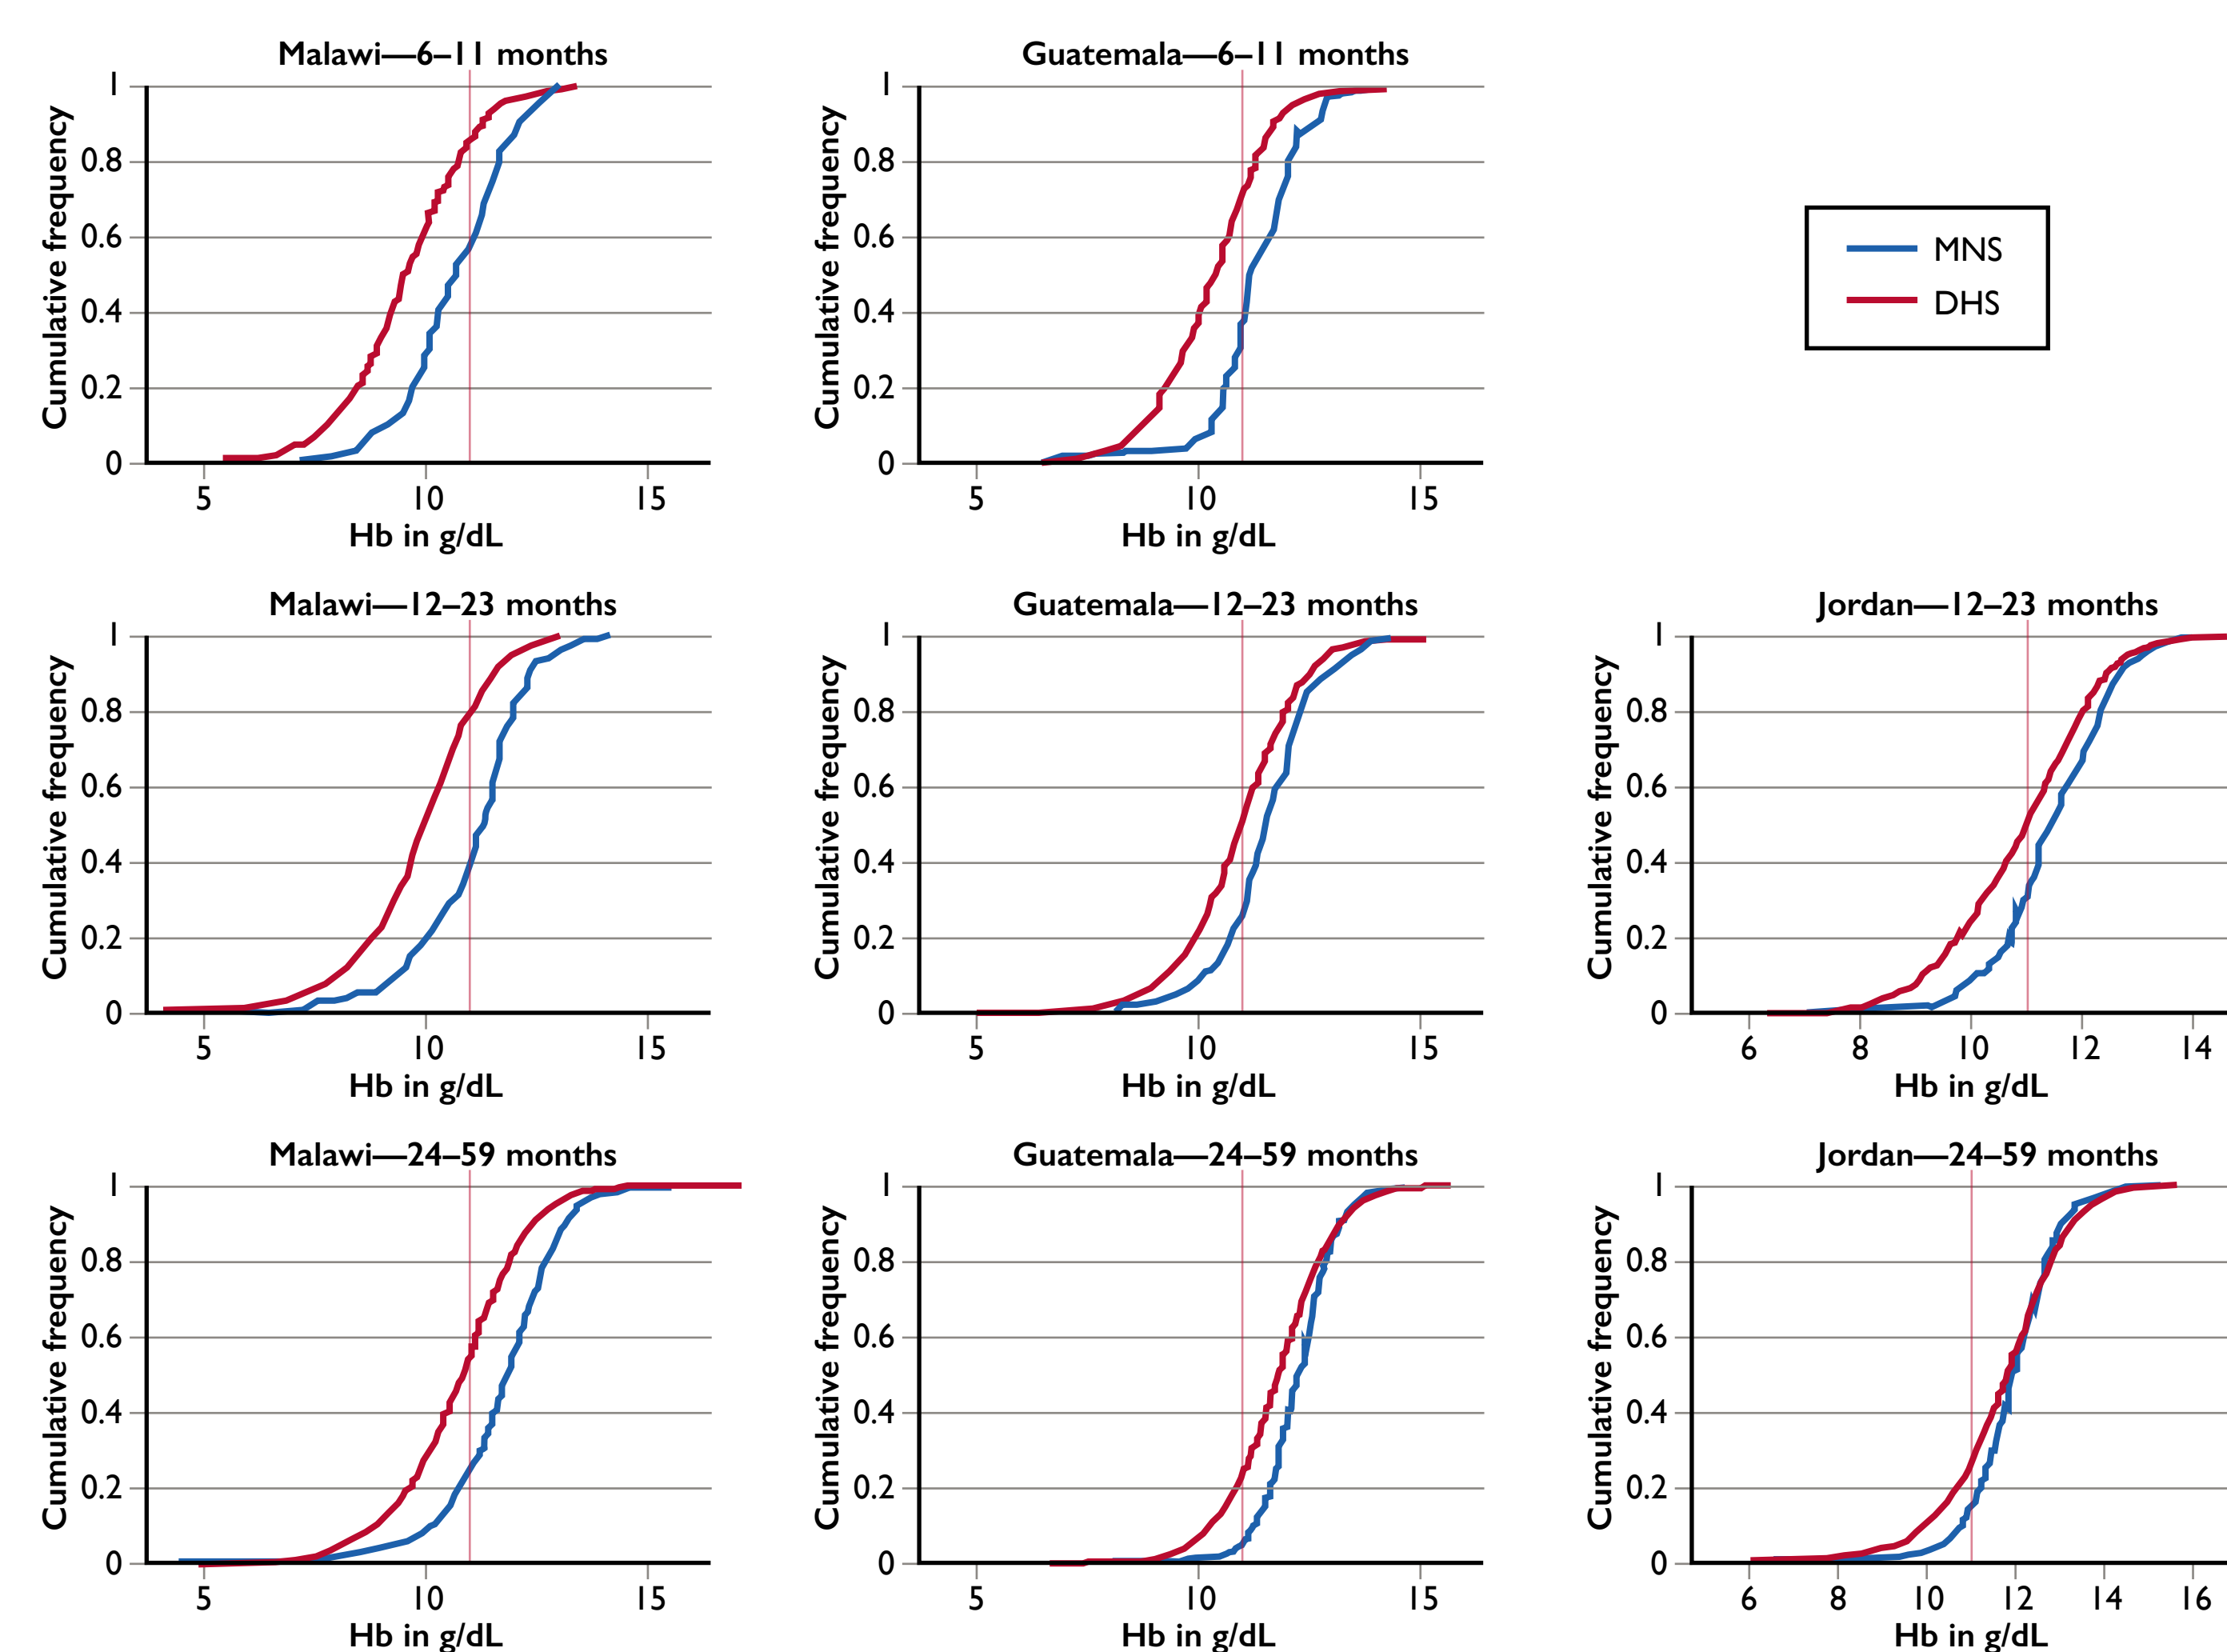 Malawi—6–11 months
Cumulative frequency
1
0.8
0.6
0.4
0.2
0
5
10
15
Hb in g/dL
Guatemala—6–11 months
Cumulative frequency
1
0.8
0.6
0.4
0.2
0
5
10
15
Hb in g/dL
MNS
DHS
Malawi—12–23 months
Cumulative frequency
1
0.8
0.6
0.4
0.2
0
5
10
15
Hb in g/dL
Guatemala—12–23 months
Cumulative frequency
1
0.8
0.6
0.4
0.2
0
5
10
15
Hb in g/dL
Jordan—12–23 months
Cumulative frequency
1
0.8
0.6
0.4
0.2
0
6
8
10
12
14
Hb in g/dL
Malawi—24–59 months
Cumulative frequency
1
0.8
0.6
0.4
0.2
0
5
10
15
Hb in g/dL
Guatemala—24–59 months
Cumulative frequency
1
0.8
0.6
0.4
0.2
0
5
10
15
Hb in g/dL
Jordan—24–59 months
Cumulative frequency
1
0.8
0.6
0.4
0.2
0
6
8
10
12
14
16
Hb in g/dL